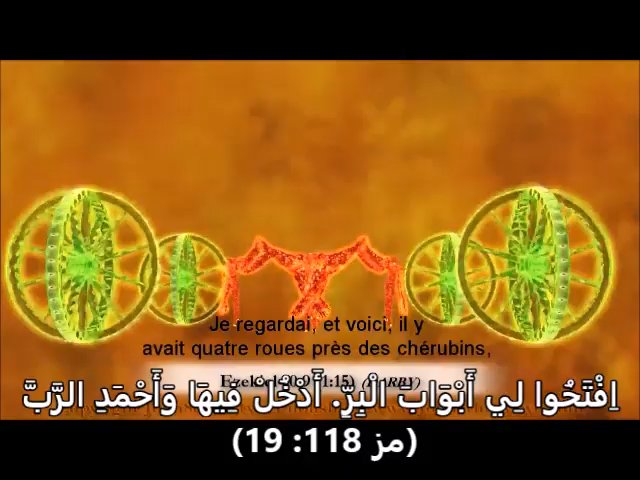 Je regardai, et voici, il y
avait quatre roues près des chérubins,
اِفْتَحُوا لِي أَبْوَابَ الْبِرِّ. أَدْخُلْ فِيهَا وَأَحْمَدِ الرَّبَّ
(مز 118: 19)